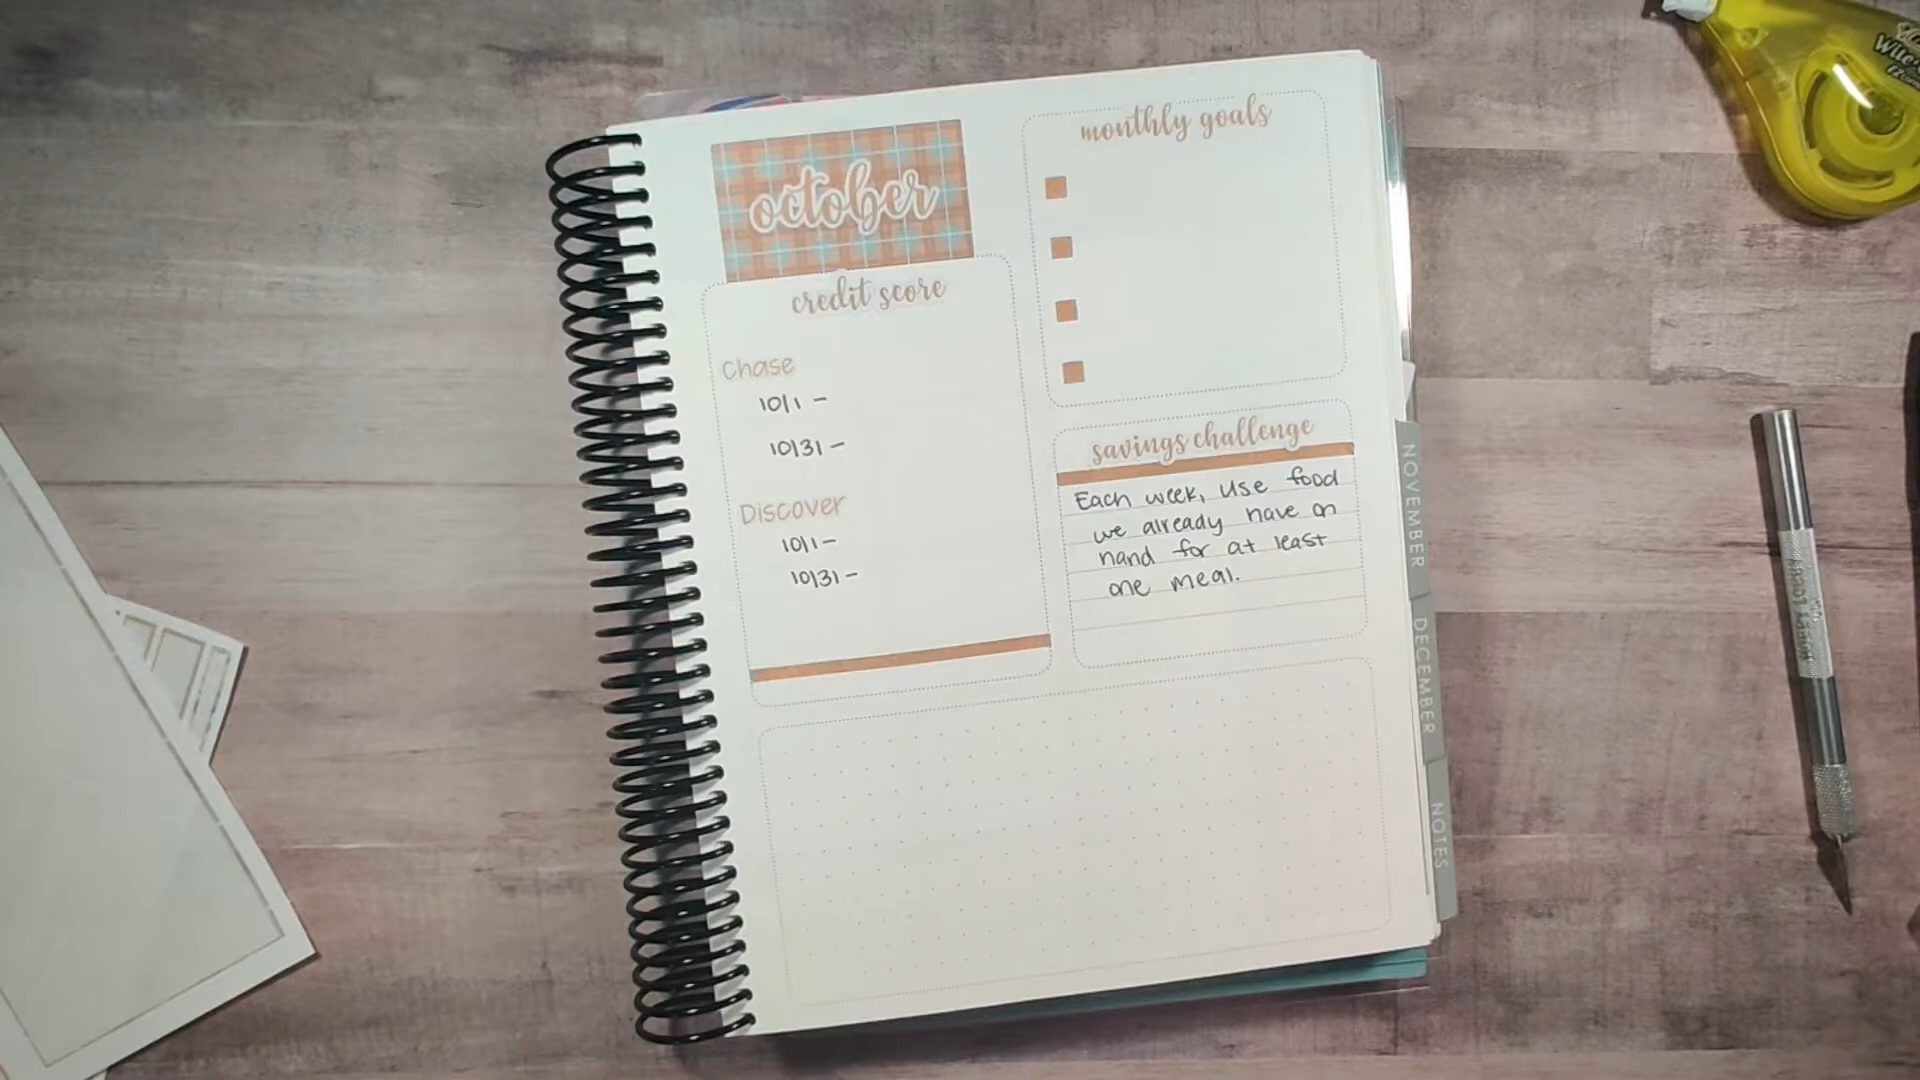 october
credit score
Chase
10/1 -
10/31 -
Discover
10/1 -
10/31 -
monthly goals
savings challenge
Each week, use food
we already have on
hand for at least
one meal.
NOVEMBER
DECEMBER
NOTES